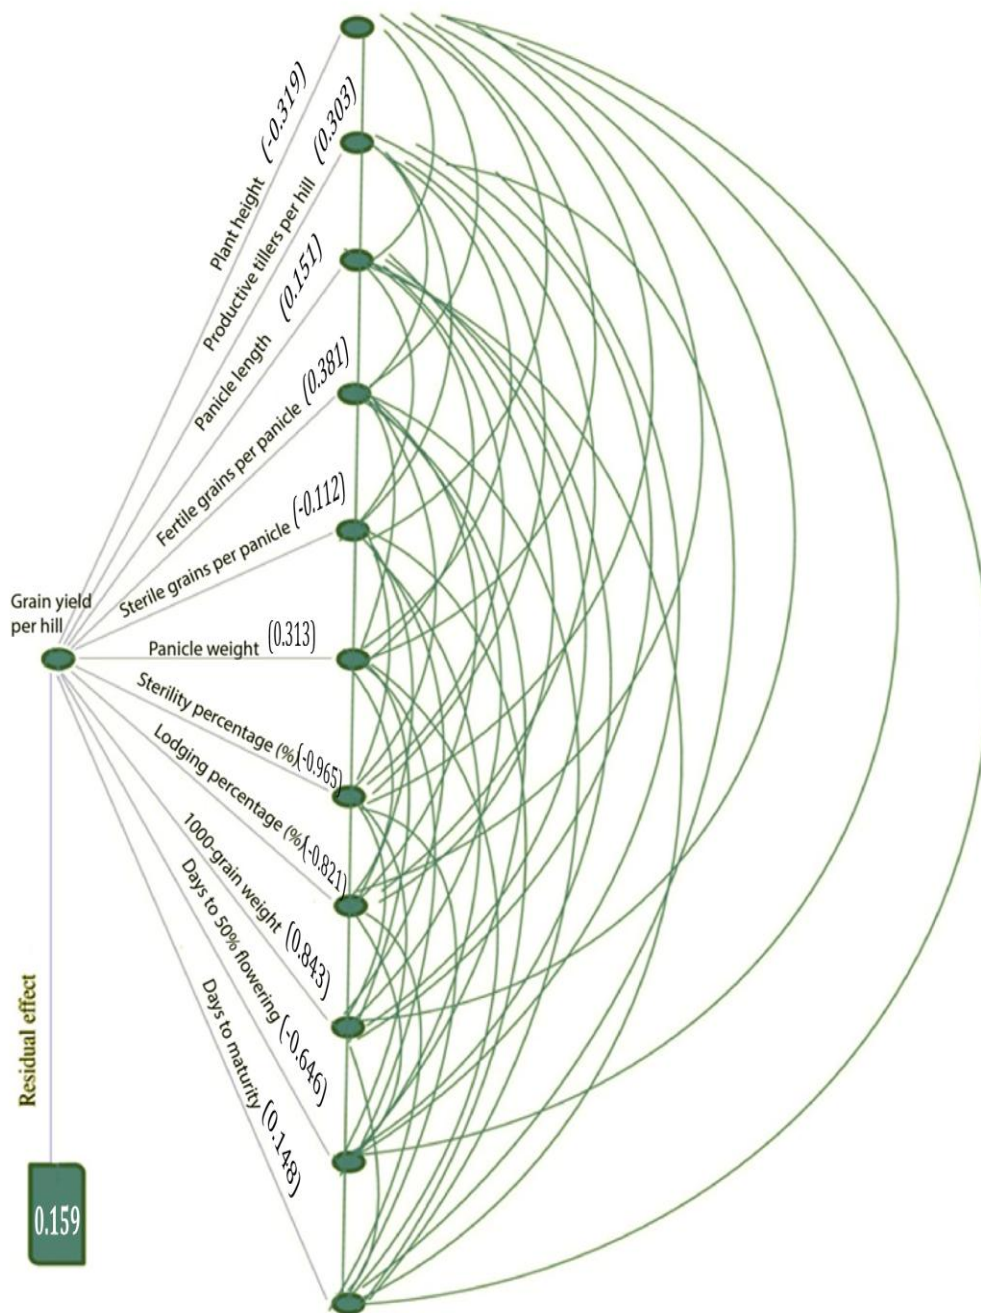 Plant height (-0.319)
Productive tillers per hill (0.303)
Panicle length (0.151)
Fertile grains per panicle (0.381)
Sterile grains per panicle (-0.112)
Grain yield
per hill
Panicle weight (0.313)
Sterility percentage (%)(-0.965)
Lodging percentage (%)(-0.821)
1000-grain weight (0.843)
Days to 50% flowering (-0.646)
Days to maturity (0.148)
Residual effect
0.159